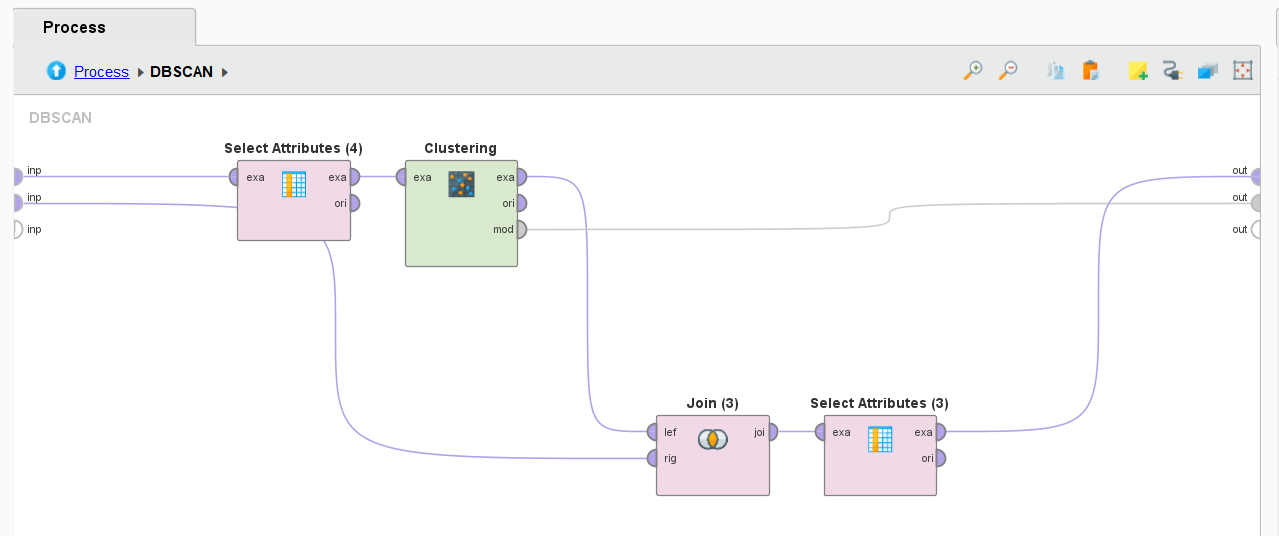 Process
Process DBSCAN
DBSCAN
Select Attributes (4) Clustering
inp exa exa exa exa out
inp ori ori out
inp mod out
Join (3) Select Attributes (3)
lef joi exa exa
rig ori